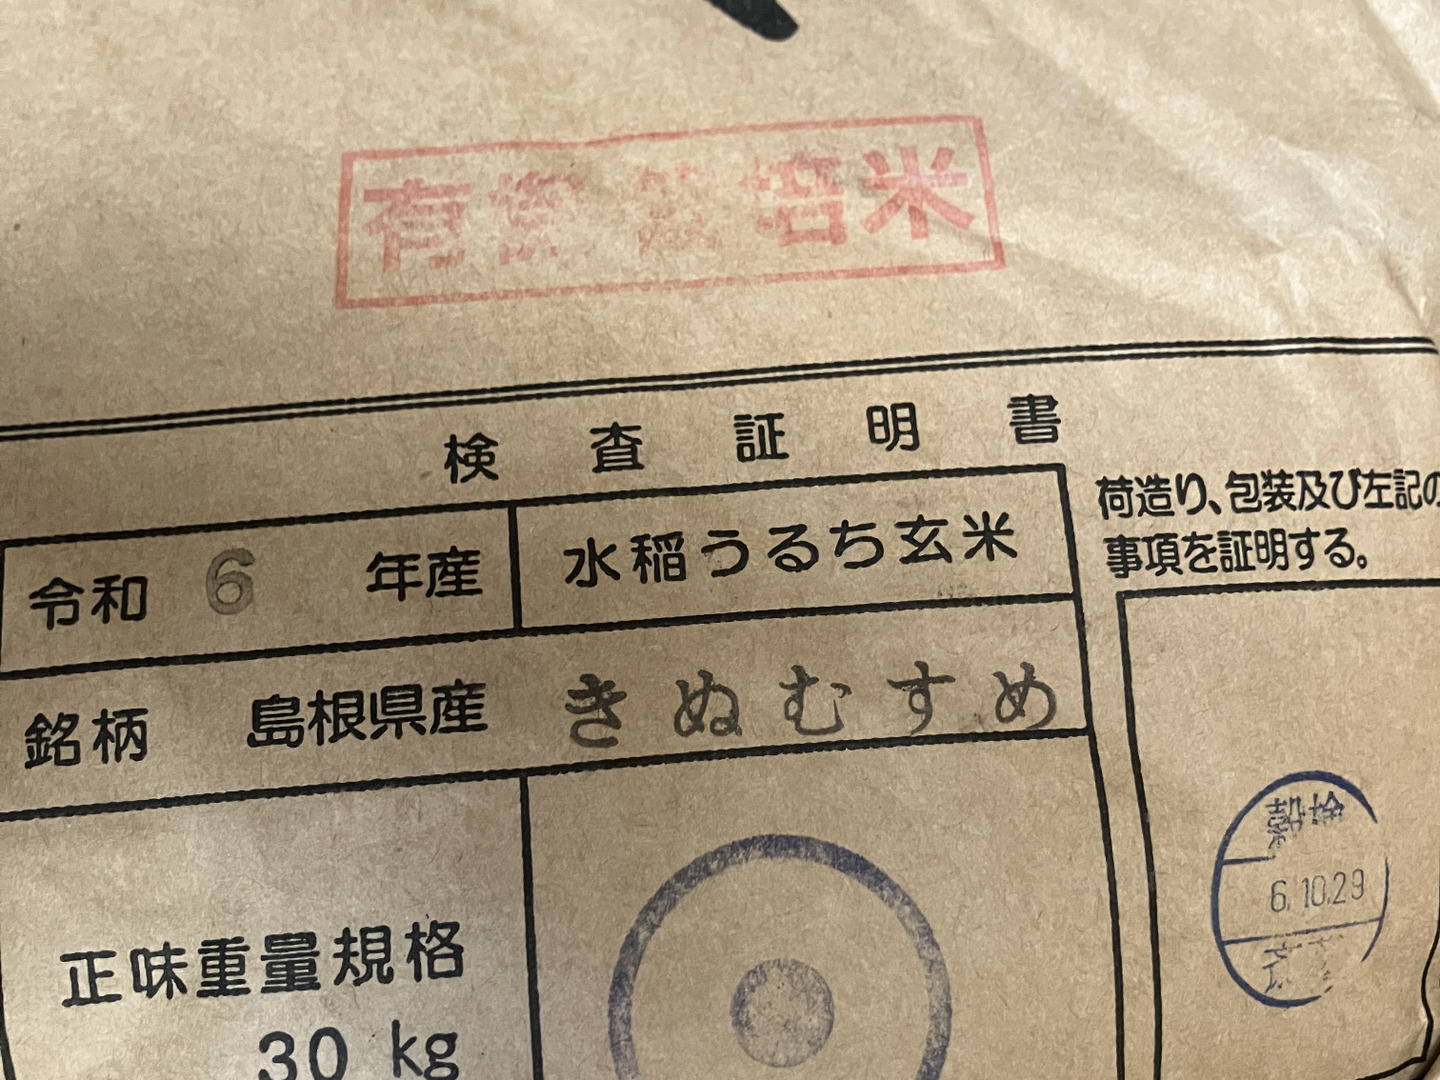 有機栽培米
検査証明書
令和 6 年産 水稲うるち玄米
銘柄 島根県産 きぬむすめ
正味重量規格
30 kg
荷造り、包装及び左記の
事項を証明する。
穀検
6.10.29